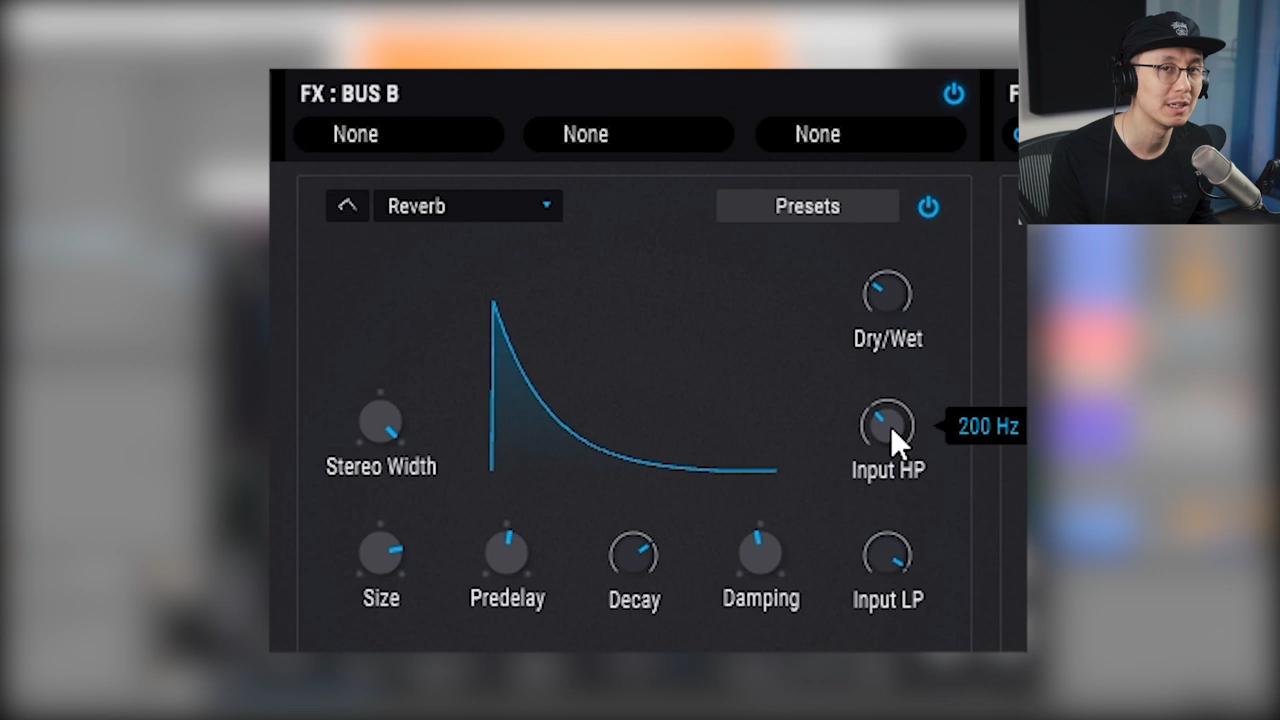 FX : BUS B
F
None
None
None
Reverb
Presets
Dry/Wet
200 Hz
Stereo Width
Input HP
Size
Predelay
Decay
Damping
Input LP